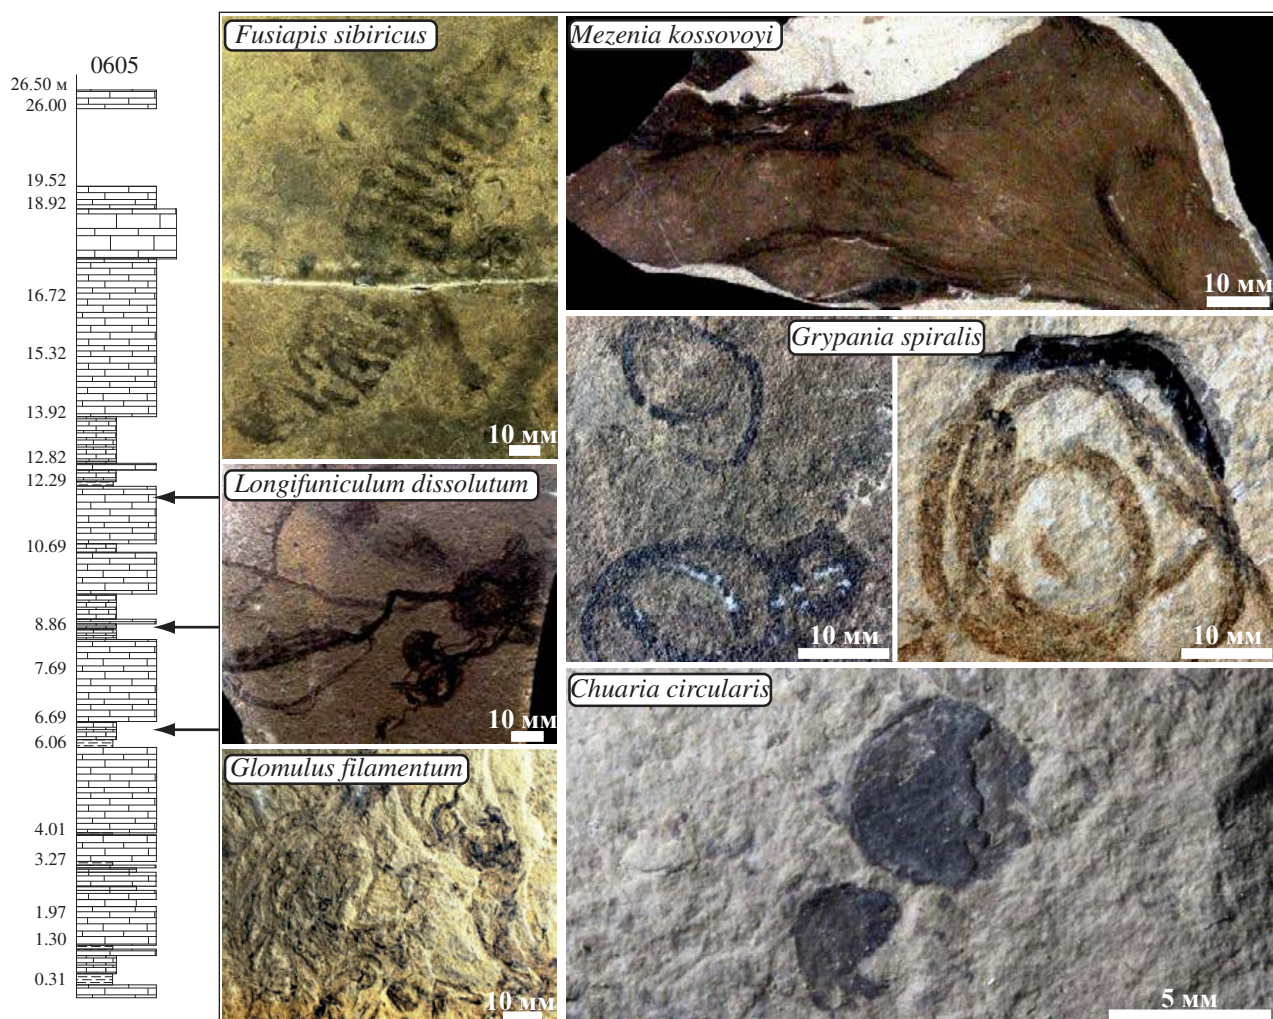 0605
26.50 м
26.00
19.52
18.92
16.72
15.32
13.92
12.82
12.29
10.69
8.86
7.69
6.69
6.06
4.01
3.27
1.97
1.30
0.31
Fusiapis sibiricus
10 мм
Longifuniculum dissolutum
10 мм
Glomulus filamentum
10 мм
Mezenia kossovoyi
10 мм
Grypania spiralis
10 мм
10 мм
Chuaria circularis
5 мм